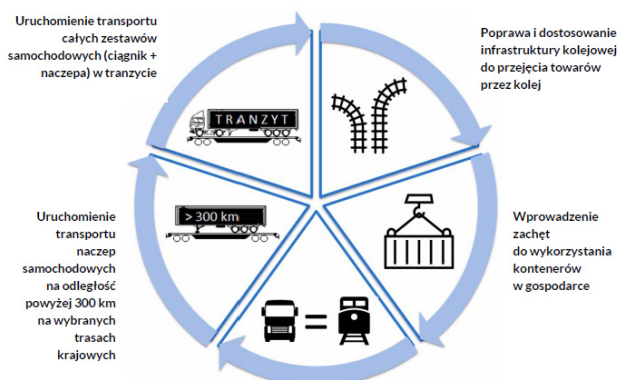 Uruchomienie transportu
całych zestawów
samochodowych (ciągnik +
naczepa) w tranzycie
Poprawa i dostosowanie
infrastruktury kolejowej
do przejęcia towarów
przez kolej
TRANZYT
> 300 km
Uruchomienie
transportu
naczep
samochodowych
na odległość
powyżej 300 km
na wybranych
trasach
krajowych
Wprowadzenie
zachęt
do wykorzystania
kontenerów
w gospodarce
=